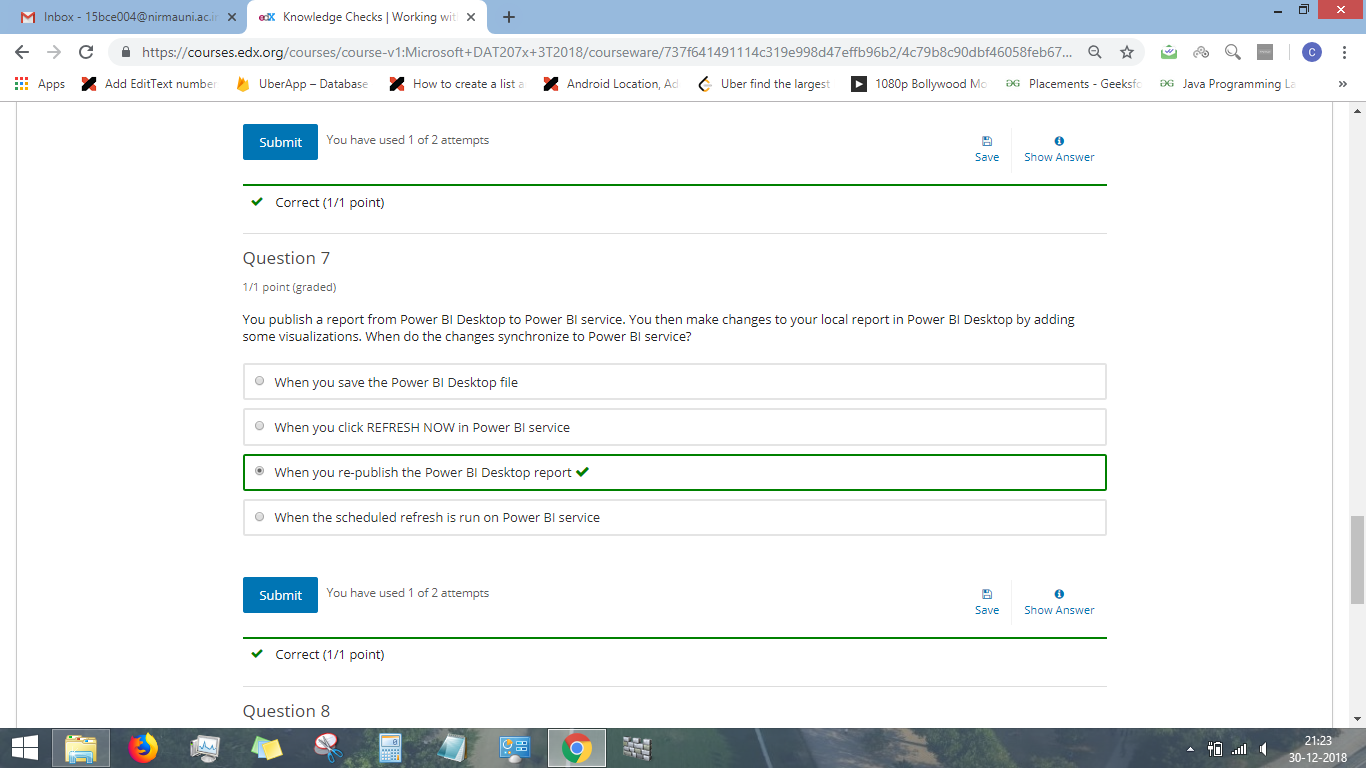 Inbox - 15bce004@nirmauni.ac.in
edX Knowledge Checks | Working wit
https://courses.edx.org/courses/course-v1:Microsoft+DAT207x+3T2018/courseware/737f641491114c319e998d47effb96b2/4c79b8c90dbf46058feb67...
C
Apps
Add EditText number
UberApp – Database
How to create a list a
Android Location, Ad
Uber find the largest
1080p Bollywood Mo
Placements - Geeksfo
Java Programming La
»
Submit
You have used 1 of 2 attempts
Save
Show Answer
Correct (1/1 point)
Question 7
1/1 point (graded)
You publish a report from Power BI Desktop to Power BI service. You then make changes to your local report in Power BI Desktop by adding
some visualizations. When do the changes synchronize to Power BI service?
When you save the Power BI Desktop file
When you click REFRESH NOW in Power BI service
When you re-publish the Power BI Desktop report
When the scheduled refresh is run on Power BI service
Submit
You have used 1 of 2 attempts
Save
Show Answer
Correct (1/1 point)
Question 8
21:23
30-12-2018